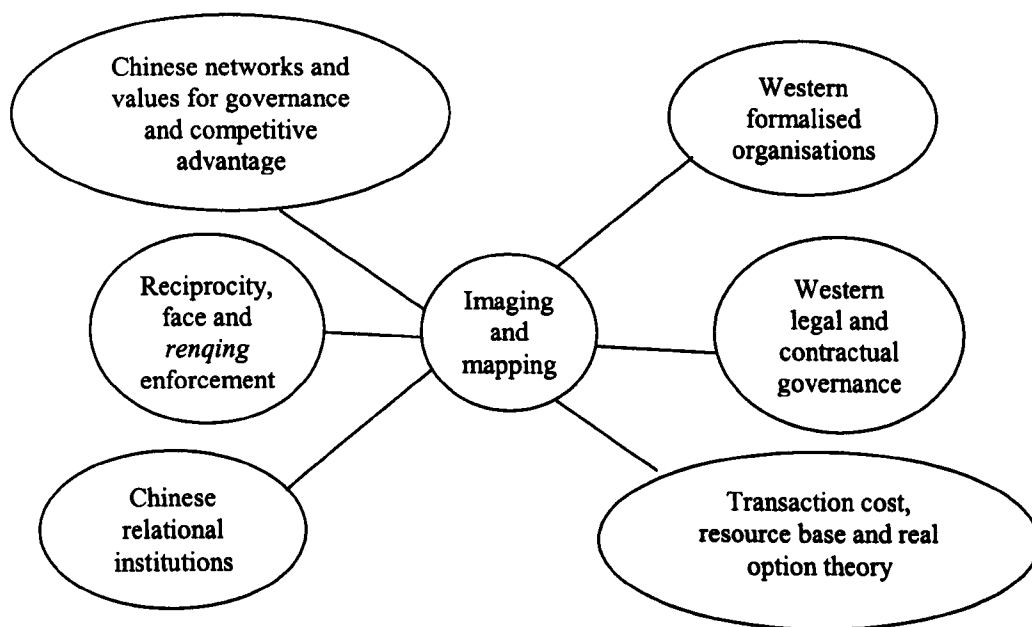 Chinese networks and
values for governance
and competitive
advantage
Western
formalised
organisations
Reciprocity,
face and
renqing
enforcement
Imaging
and
mapping
Western
legal and
contractual
governance
Chinese
relational
institutions
Transaction cost,
resource base and real
option theory